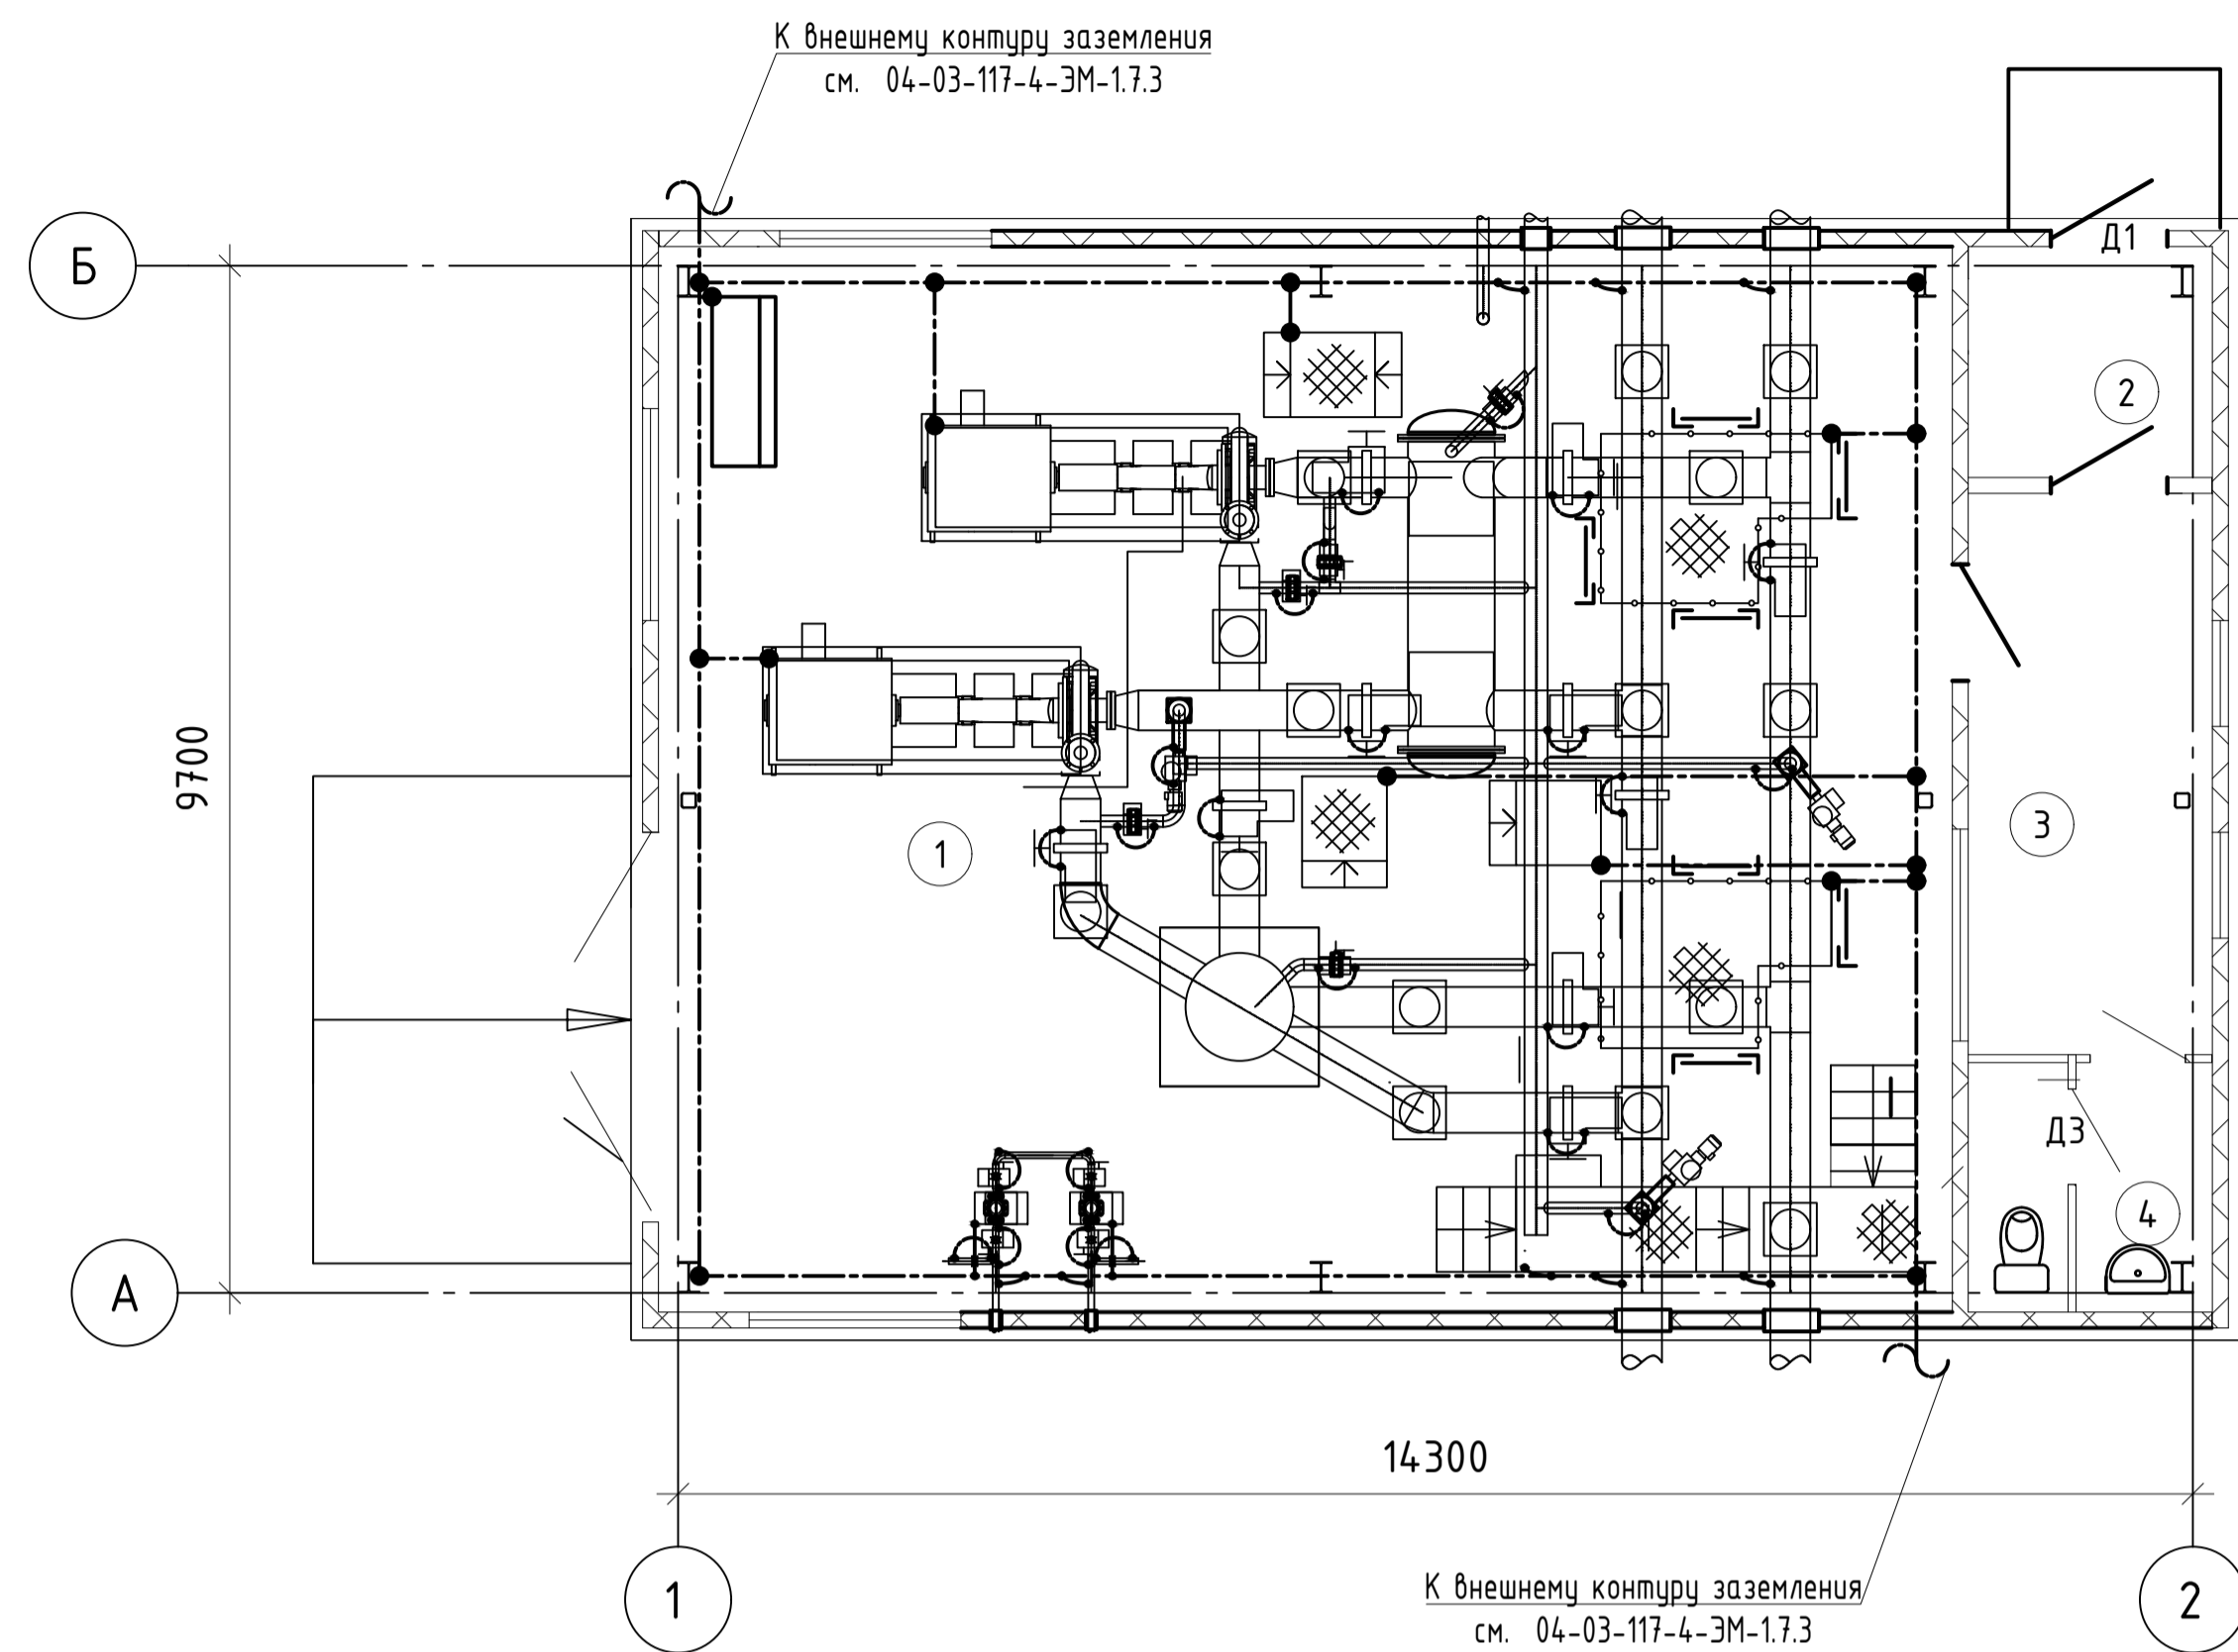 К внешнему контуру заземления
см. 04-03-117-4-ЭМ-1.7.3
Д1
Б
2
9700
3
1
Д3
4
А
14300
К внешнему контуру заземления
см. 04-03-117-4-ЭМ-1.7.3
1
2